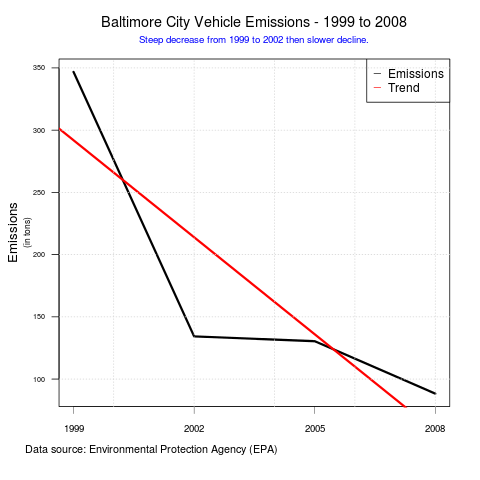 Baltimore City Vehicle Emissions - 1999 to 2008
Steep decrease from 1999 to 2002 then slower decline.
Emissions
Trend
350
300
250
200
150
100
Emissions
(in tons)
1999
2002
2005
2008
Data source: Environmental Protection Agency (EPA)